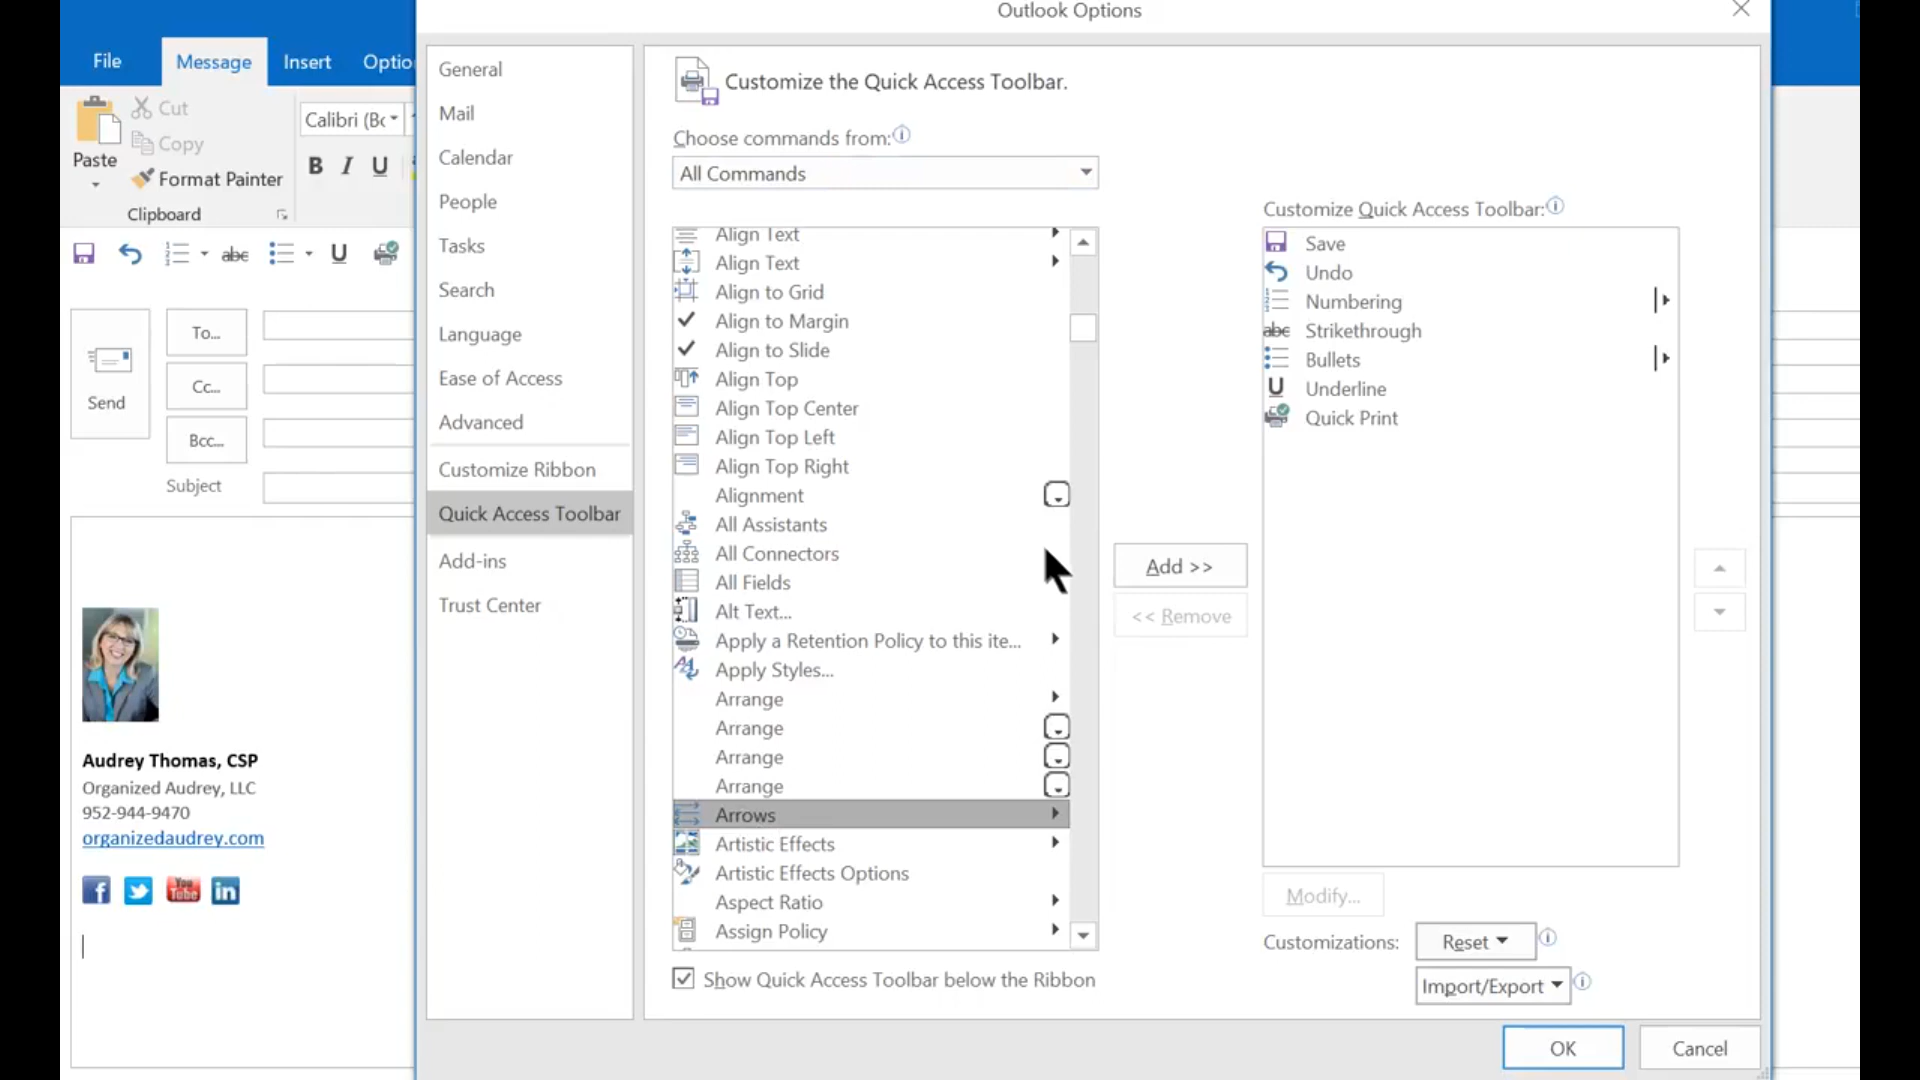 Outlook Options
File
Message
Insert
Optio
Cut
Copy
Paste
Format Painter
Clipboard
Calibri (Bc
B I U
abc
U
Send
To...
Cc...
Bcc...
Subject
Audrey Thomas, CSP
Organized Audrey, LLC
952-944-9470
organizedaudrey.com
f
You
Tube
in
General
Mail
Calendar
People
Tasks
Search
Language
Ease of Access
Advanced
Customize Ribbon
Quick Access Toolbar
Add-ins
Trust Center
Customize the Quick Access Toolbar.
Choose commands from:
All Commands
Align Text
Align Text
Align to Grid
Align to Margin
Align to Slide
Align Top
Align Top Center
Align Top Left
Align Top Right
Alignment
All Assistants
All Connectors
All Fields
Alt Text...
Apply a Retention Policy to this ite...
Apply Styles...
Arrange
Arrange
Arrange
Arrange
Arrows
Artistic Effects
Artistic Effects Options
Aspect Ratio
Assign Policy
Show Quick Access Toolbar below the Ribbon
Add >>
<< Remove
Customize Quick Access Toolbar:
Save
Undo
Numbering
abc Strikethrough
Bullets
U Underline
Quick Print
Modify...
Customizations:
Reset
Import/Export
OK
Cancel